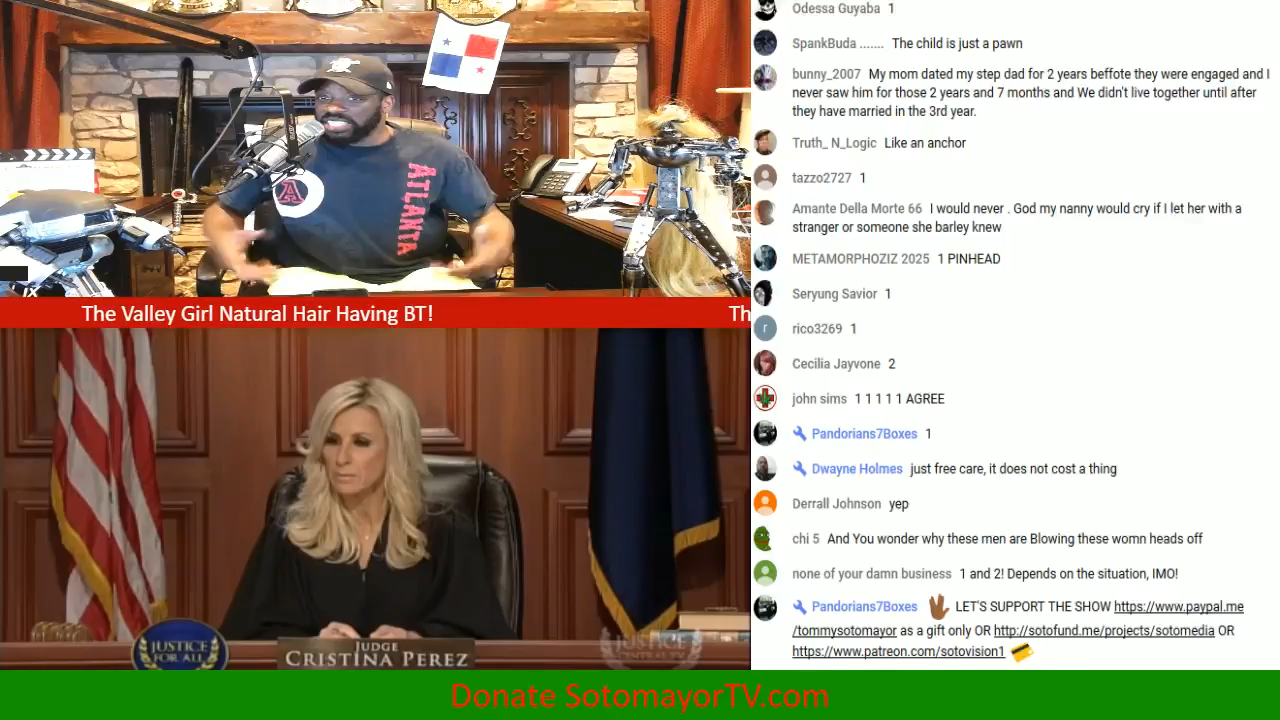 ATLANTA
A
The Valley Girl Natural Hair Having BT!
Th
JUSTICE
FOR ALL
JUDGE
CRISTINA PEREZ
JUSTICE
CENTRAL.TV
Odessa Guyaba 1
SpankBuda ....... The child is just a pawn
bunny_2007 My mom dated my step dad for 2 years beffote they were engaged and I
never saw him for those 2 years and 7 months and We didn't live together until after
they have married in the 3rd year.
Truth_ N_Logic Like an anchor
tazzo2727 1
Amante Della Morte 66 I would never . God my nanny would cry if I let her with a
stranger or someone she barley knew
METAMORPHOZIZ 2025 1 PINHEAD
Seryung Savior 1
r
rico3269 1
Cecilia Jayvone 2
john sims 1 1 1 1 1 AGREE
Pandorians7Boxes 1
Dwayne Holmes just free care, it does not cost a thing
Derrall Johnson yep
chi 5 And You wonder why these men are Blowing these womn heads off
none of your damn business 1 and 2! Depends on the situation, IMO!
Pandorians7Boxes LET'S SUPPORT THE SHOW https://www.paypal.me
/tommysotomayor as a gift only OR http://sotofund.me/projects/sotomedia OR
https://www.patreon.com/sotovision1
Donate SotomayorTV.com